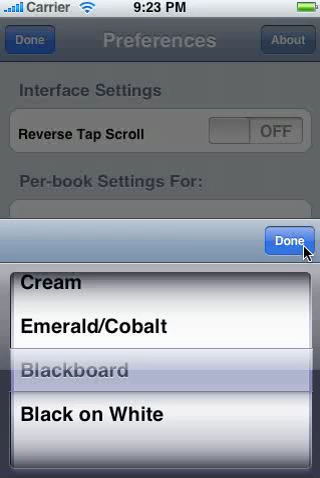 Carrier 9:23 PM
Done Preferences About
Interface Settings
Reverse Tap Scroll OFF
Per-book Settings For:
Done
Cream
Emerald/Cobalt
Blackboard
Black on White